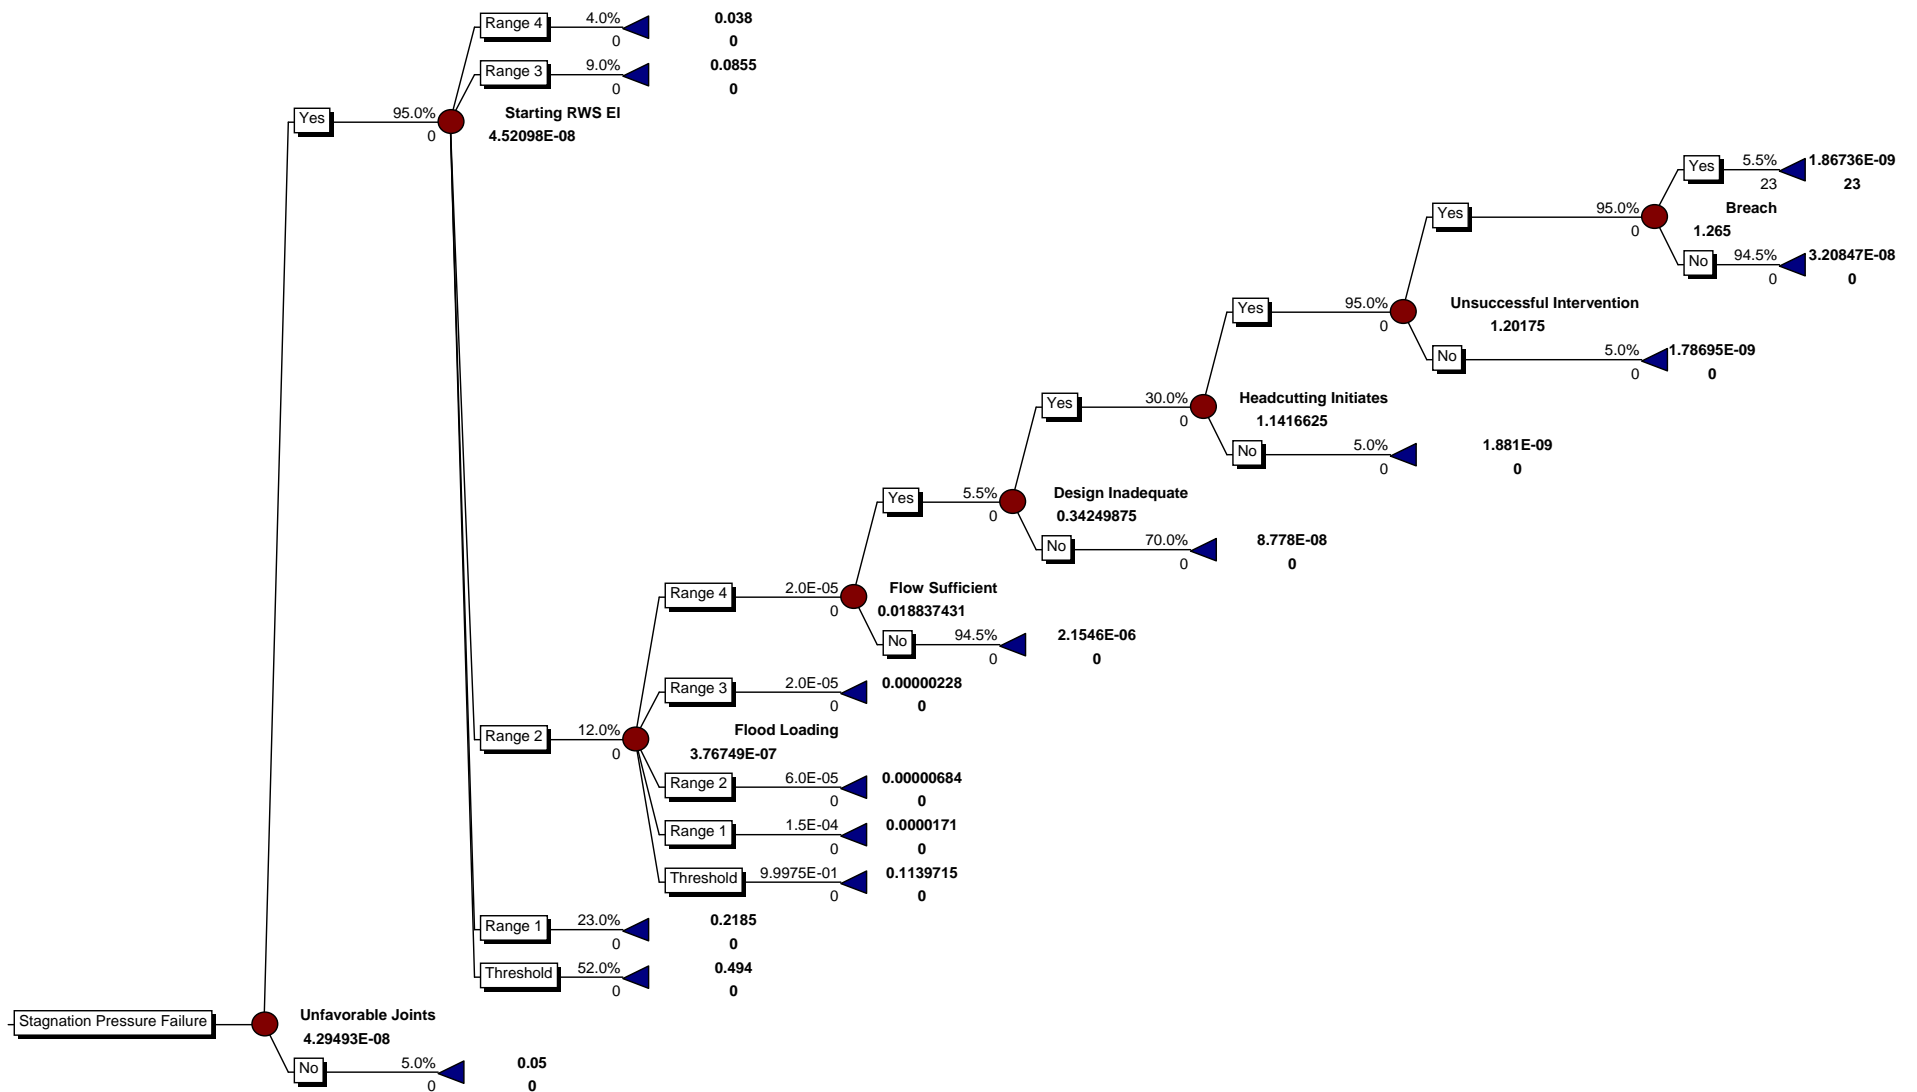 Range 4 4.0% 0.038
0 0
Range 3 9.0% 0.0855
0 0
Yes 95.0% Starting RWS El
0 4.52098E-08
Yes 5.5% 1.86736E-09
23 23
Yes 95.0% Breach
0 1.265
No 94.5% 3.20847E-08
0 0
Yes 95.0% Unsuccessful Intervention
0 1.20175
No 5.0% 1.78695E-09
0 0
Yes 30.0% Headcutting Initiates
0 1.1416625
No 5.0% 1.881E-09
0 0
Yes 5.5% Design Inadequate
0 0.34249875
No 70.0% 8.778E-08
0 0
Range 4 2.0E-05 Flow Sufficient
0 0.018837431
No 94.5% 2.1546E-06
0 0
Range 3 2.0E-05 0.00000228
0 0
Range 2 12.0% Flood Loading
0 3.76749E-07
Range 2 6.0E-05 0.00000684
0 0
Range 1 1.5E-04 0.0000171
0 0
Threshold 9.9975E-01 0.1139715
0 0
Range 1 23.0% 0.2185
0 0
Threshold 52.0% 0.494
0 0
Stagnation Pressure Failure Unfavorable Joints
4.29493E-08
No 5.0% 0.05
0 0